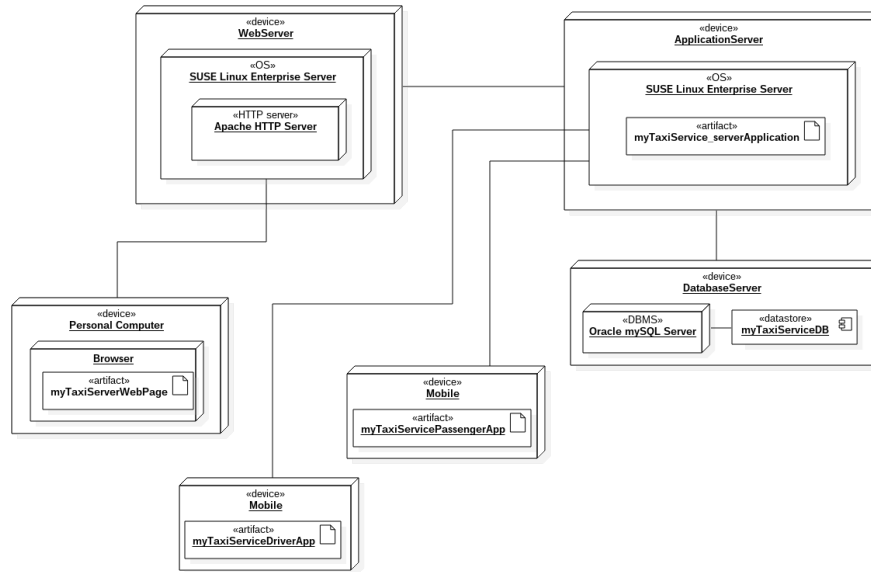 «device»
WebServer
«OS»
SUSE Linux Enterprise Server
«HTTP server»
Apache HTTP Server
«device»
ApplicationServer
«OS»
SUSE Linux Enterprise Server
«artifact»
myTaxiService_serverApplication
«device»
DatabaseServer
«DBMS»
Oracle mySQL Server
«datastore»
myTaxiServiceDB
«device»
Personal Computer
Browser
«artifact»
myTaxiServerWebPage
«device»
Mobile
«artifact»
myTaxiServicePassengerApp
«device»
Mobile
«artifact»
myTaxiServiceDriverApp